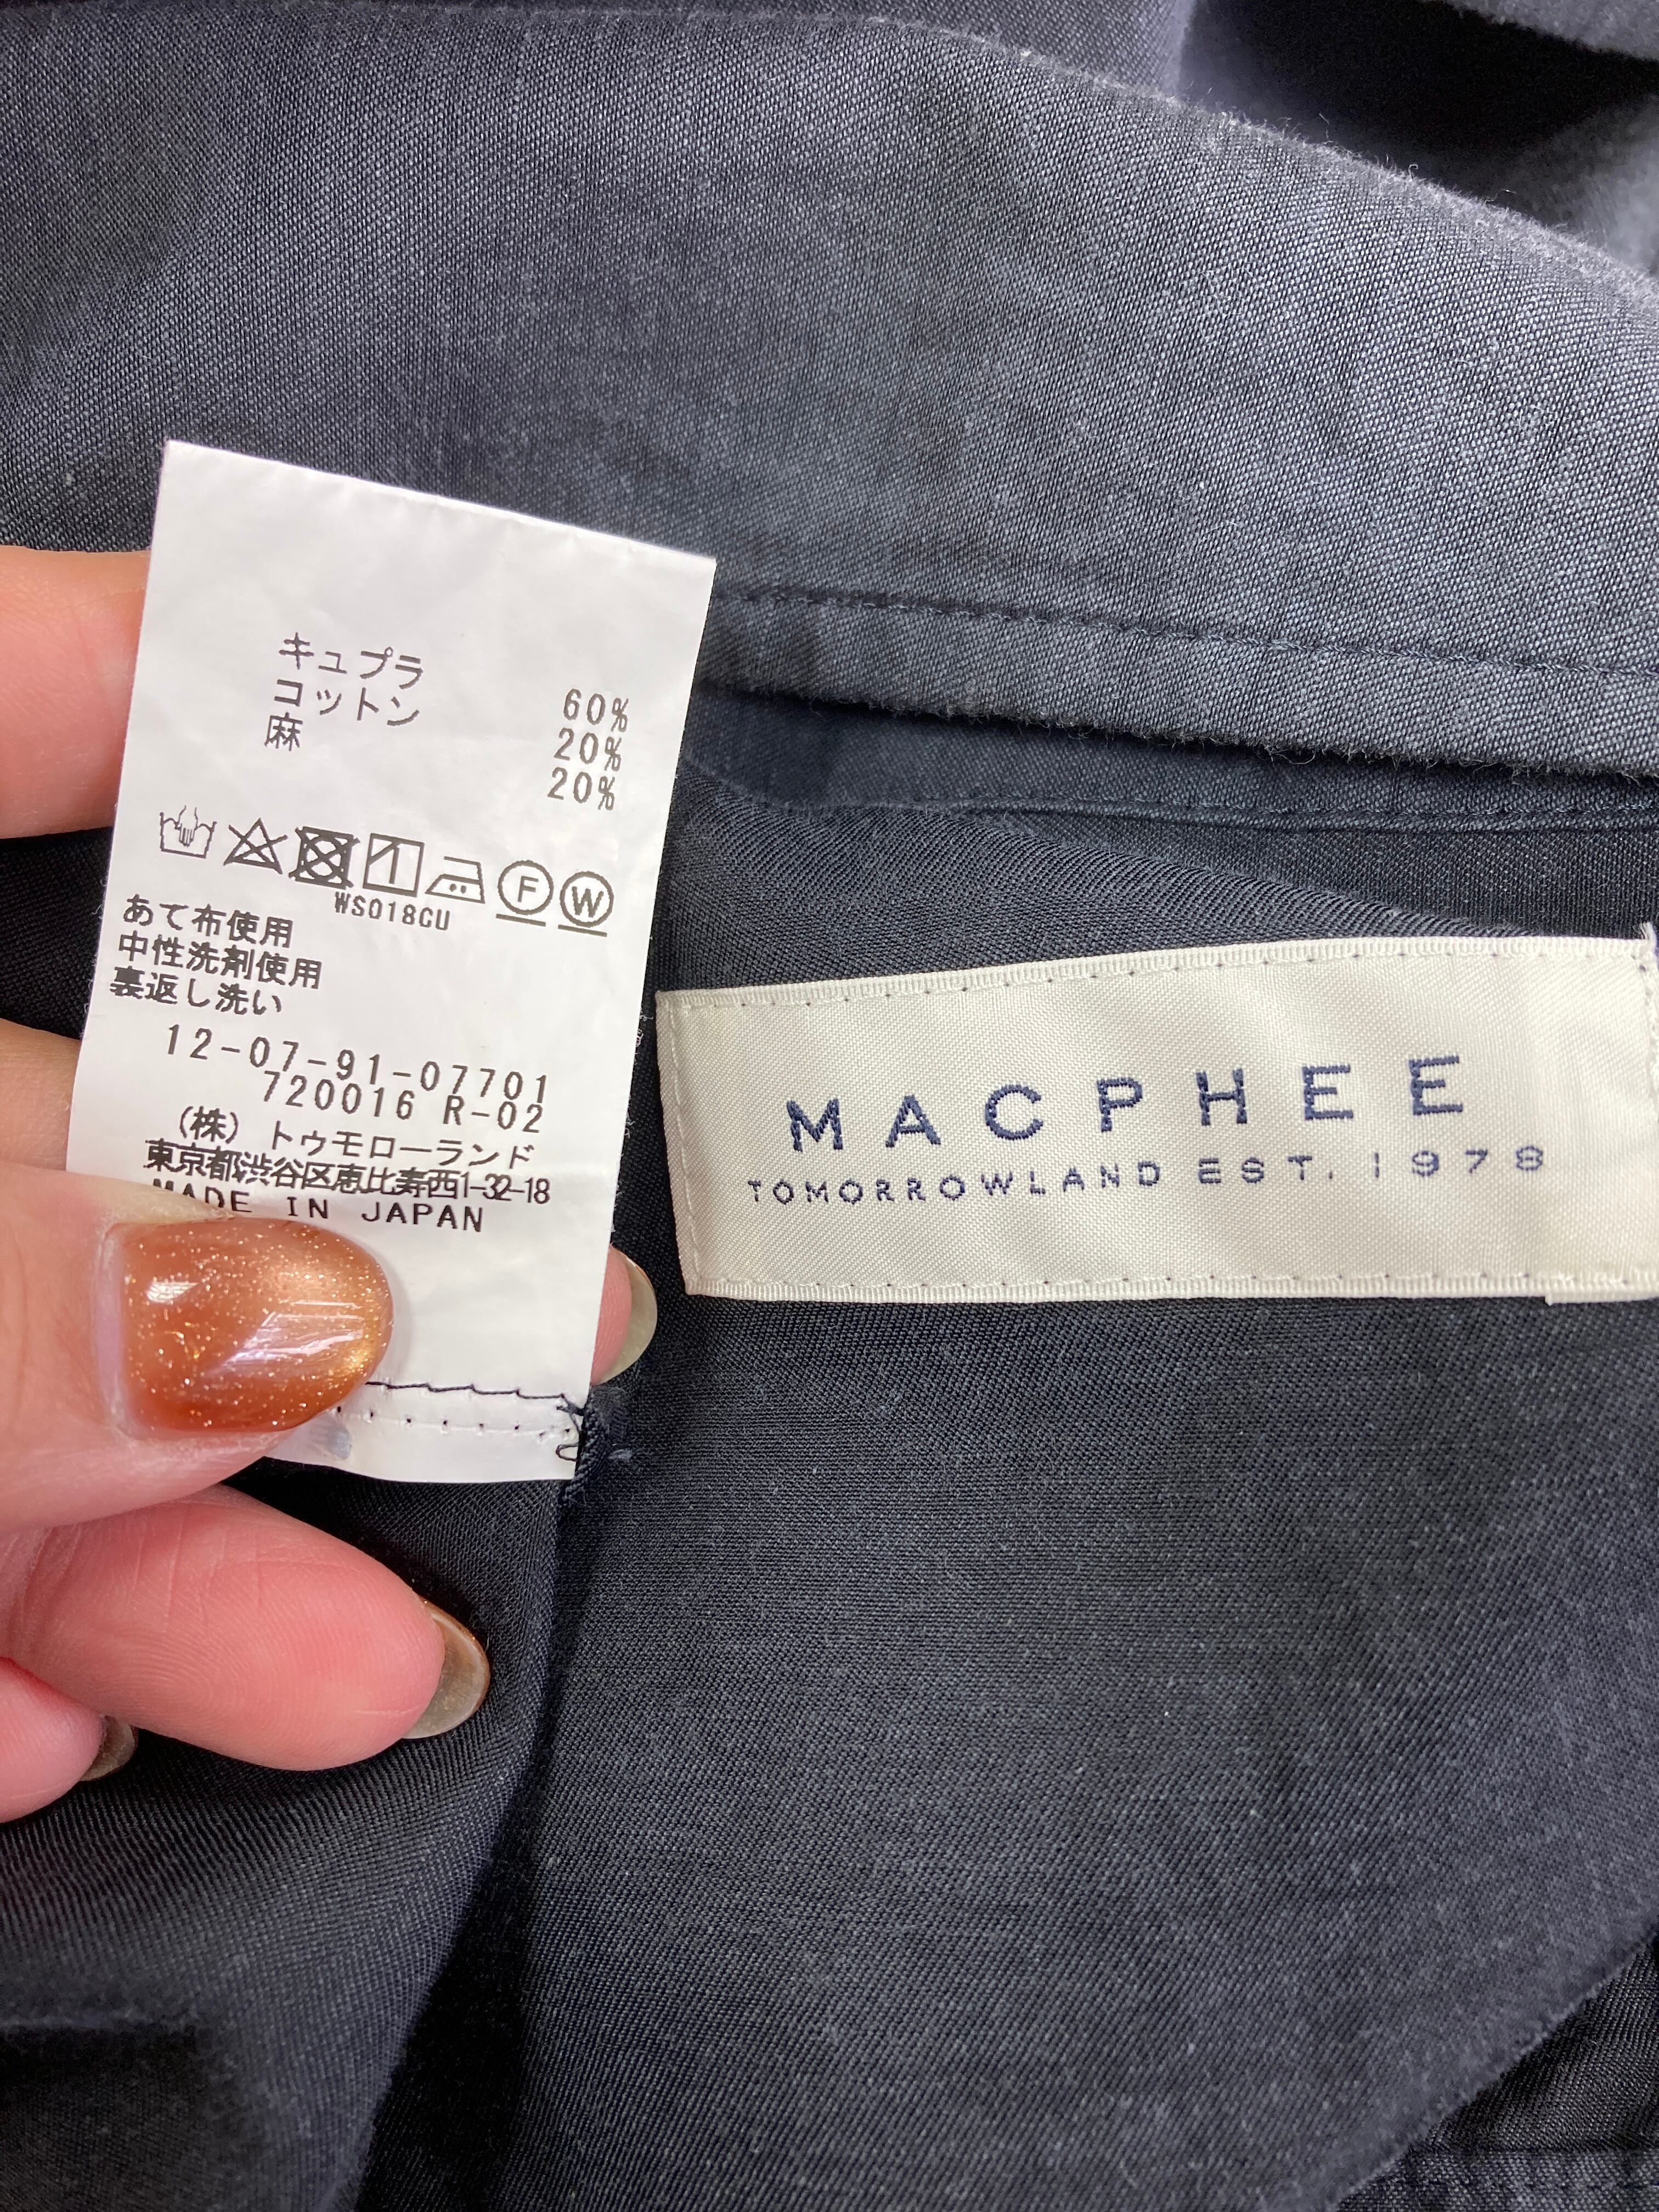 キュプラ 60%
コットン 20%
麻 20%
F W
WS018CU
あて布使用
中性洗剤使用
裏返し洗い
12-07-91-07701
720016 R-02
(株) トゥモローランド
東京都渋谷区恵比寿西1-32-18
MADE IN JAPAN
MACPHEE
TOMORROWLAND EST. 1978